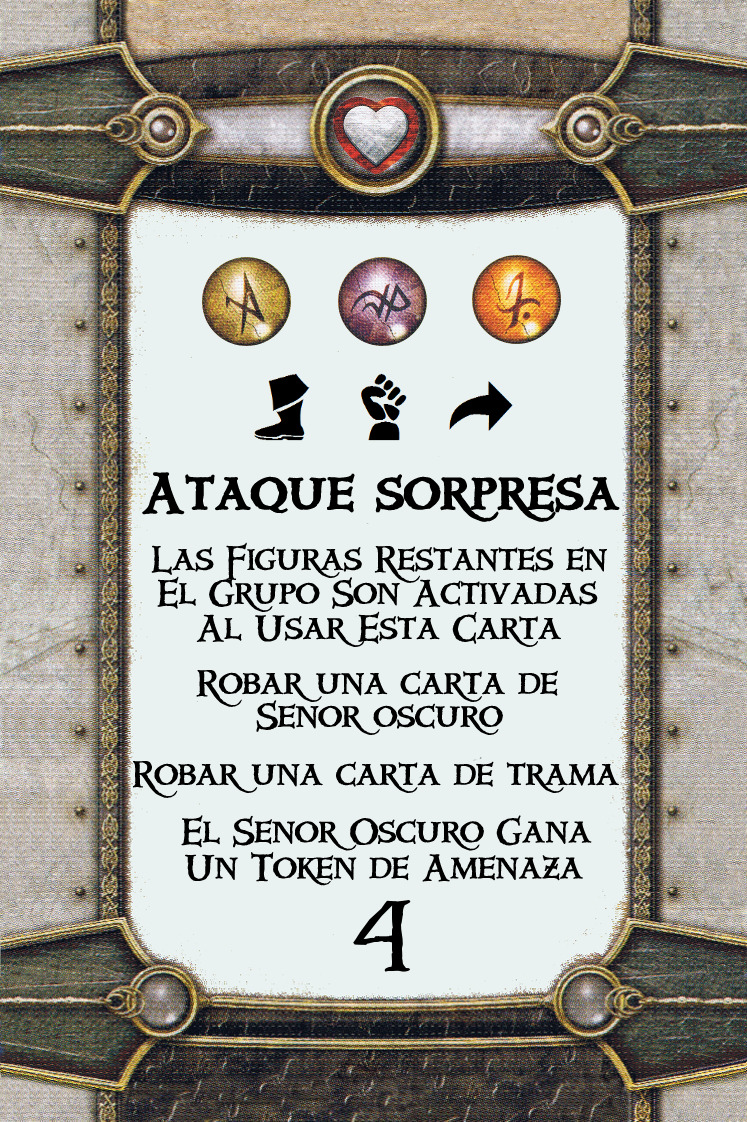 Ataque sorpresa
Las Figuras Restantes en
El Grupo Son Activadas
Al Usar Esta Carta
Robar una carta de
Senor oscuro
Robar una carta de trama
El Senor Oscuro Gana
Un Token de Amenaza
4